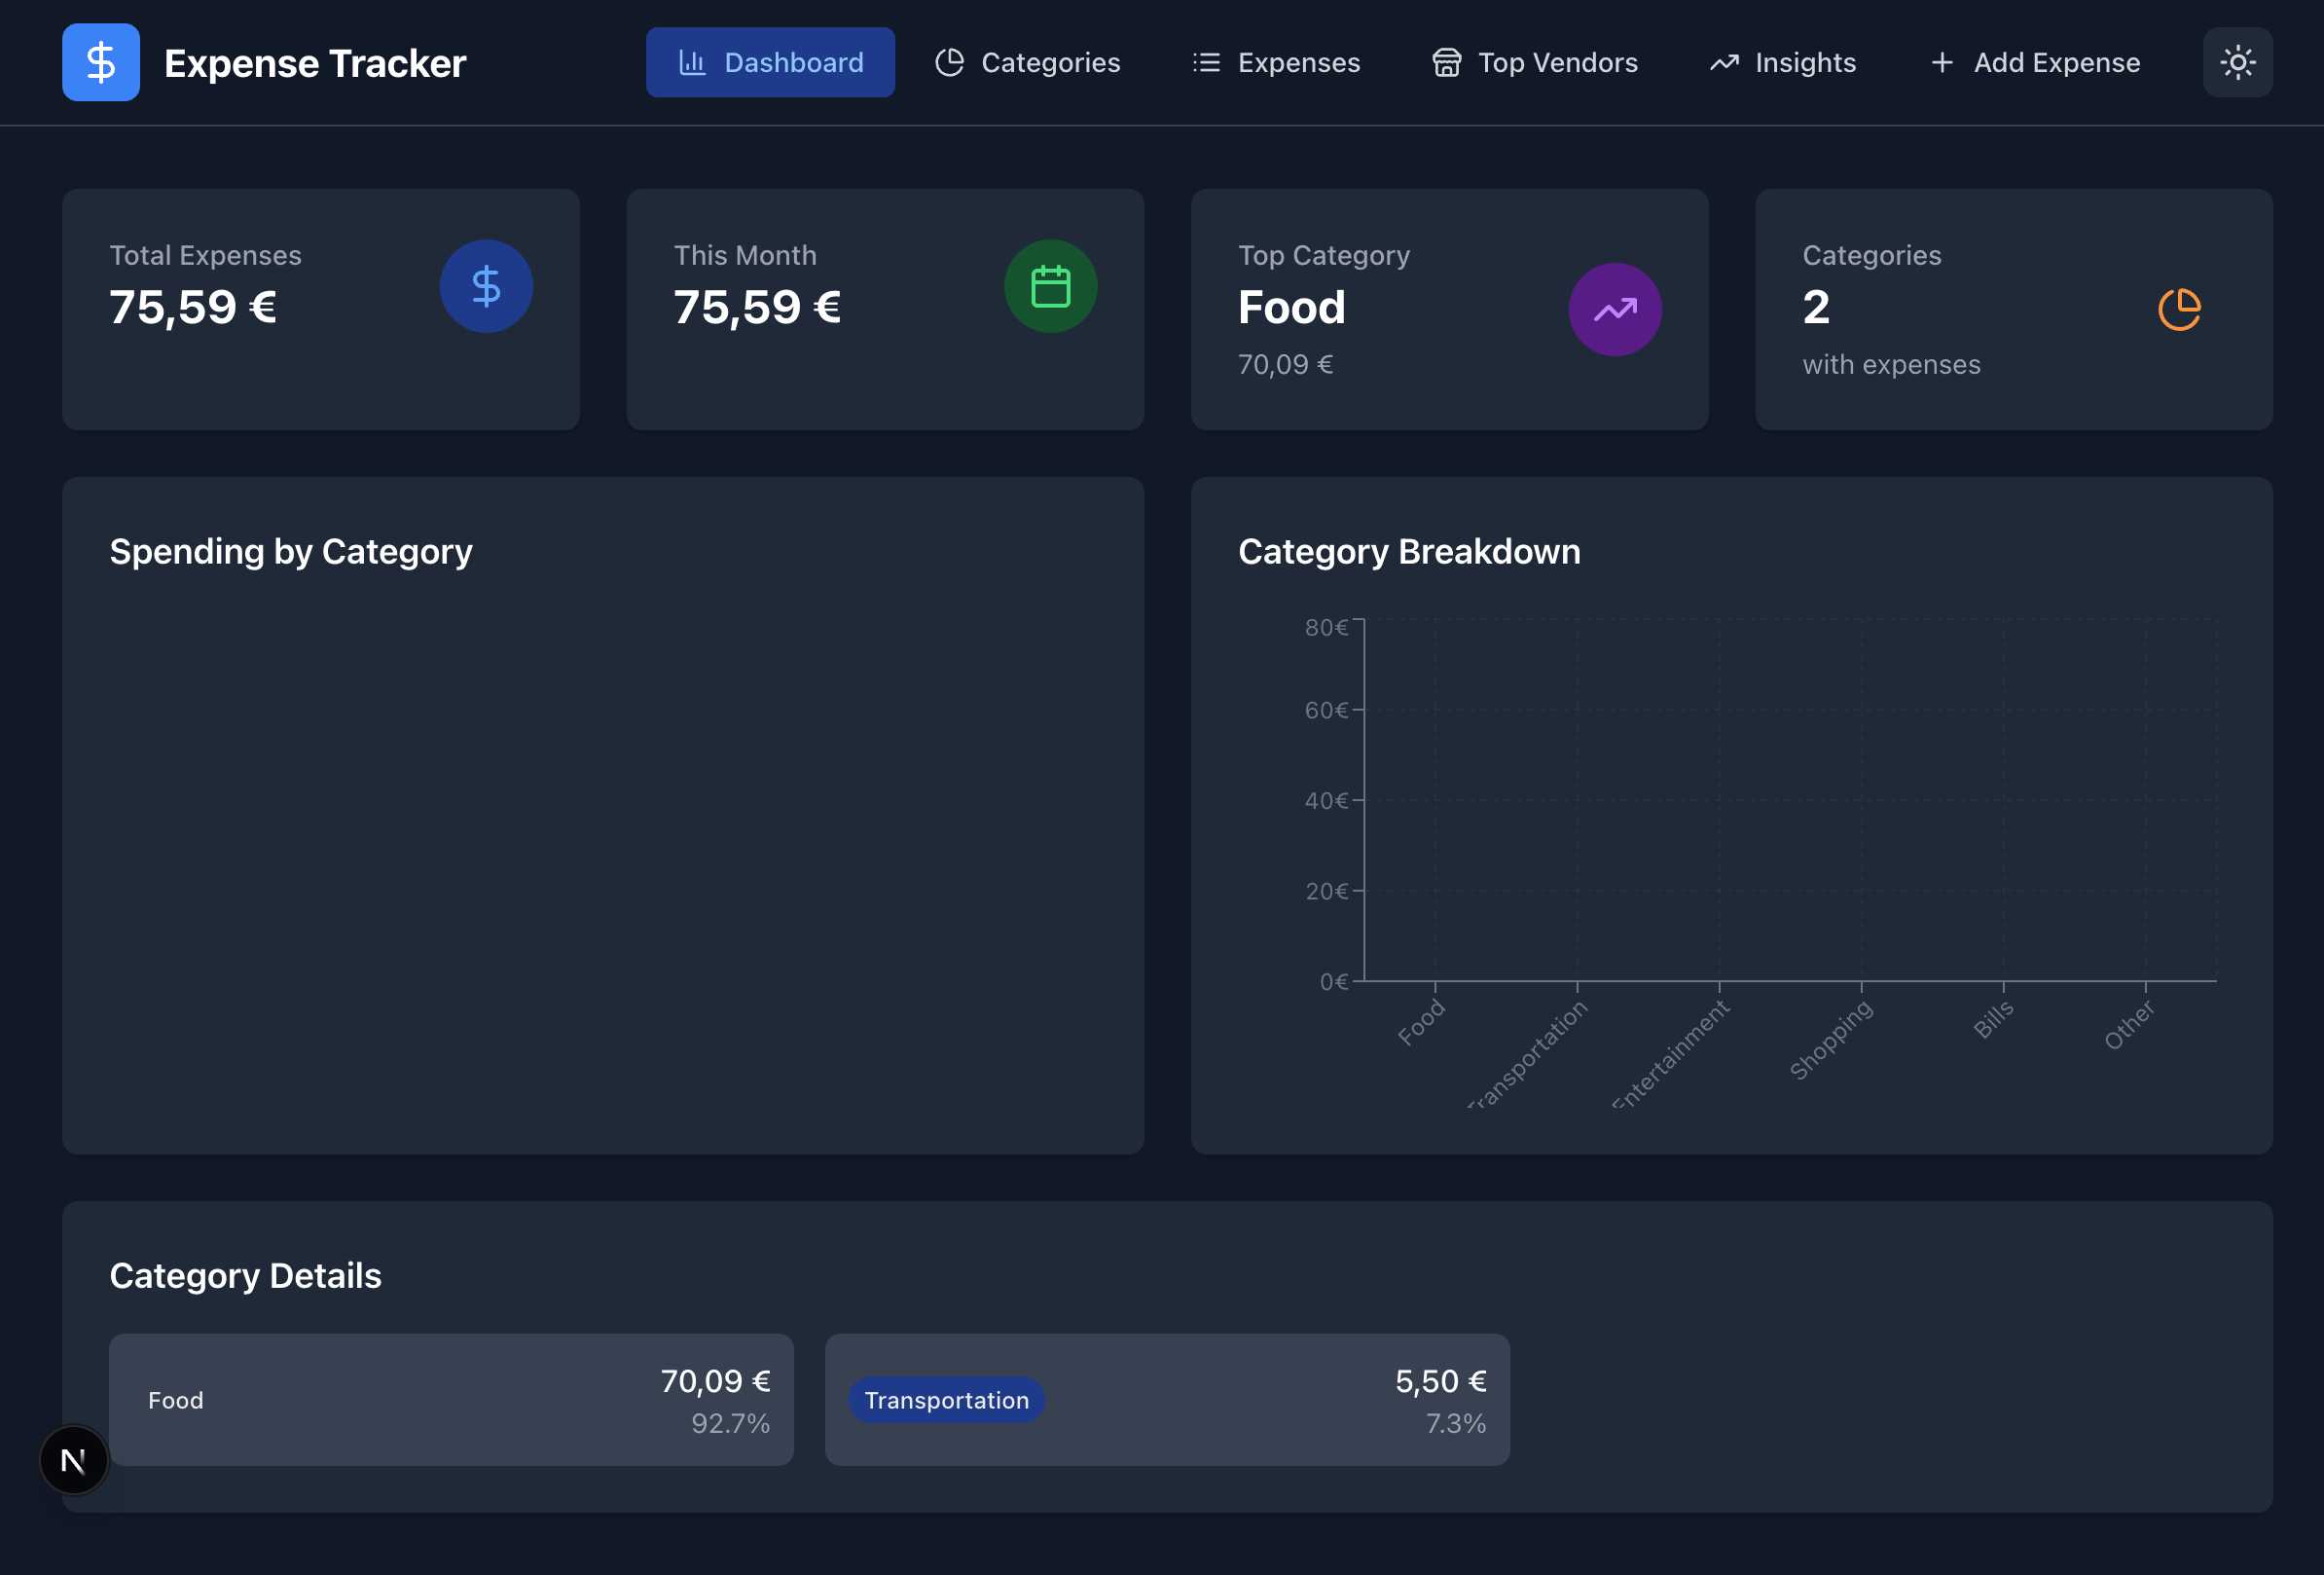 Expense Tracker
Dashboard
Categories
Expenses
Top Vendors
Insights
Add Expense
Total Expenses
75,59 €
This Month
75,59 €
Top Category
Food
70,09 €
Categories
2
with expenses
Spending by Category
Category Breakdown
80€
60€
40€
20€
0€
Food
Transportation
Entertainment
Shopping
Bills
Other
Category Details
Food
70,09 €
92.7%
Transportation
5,50 €
7.3%
N